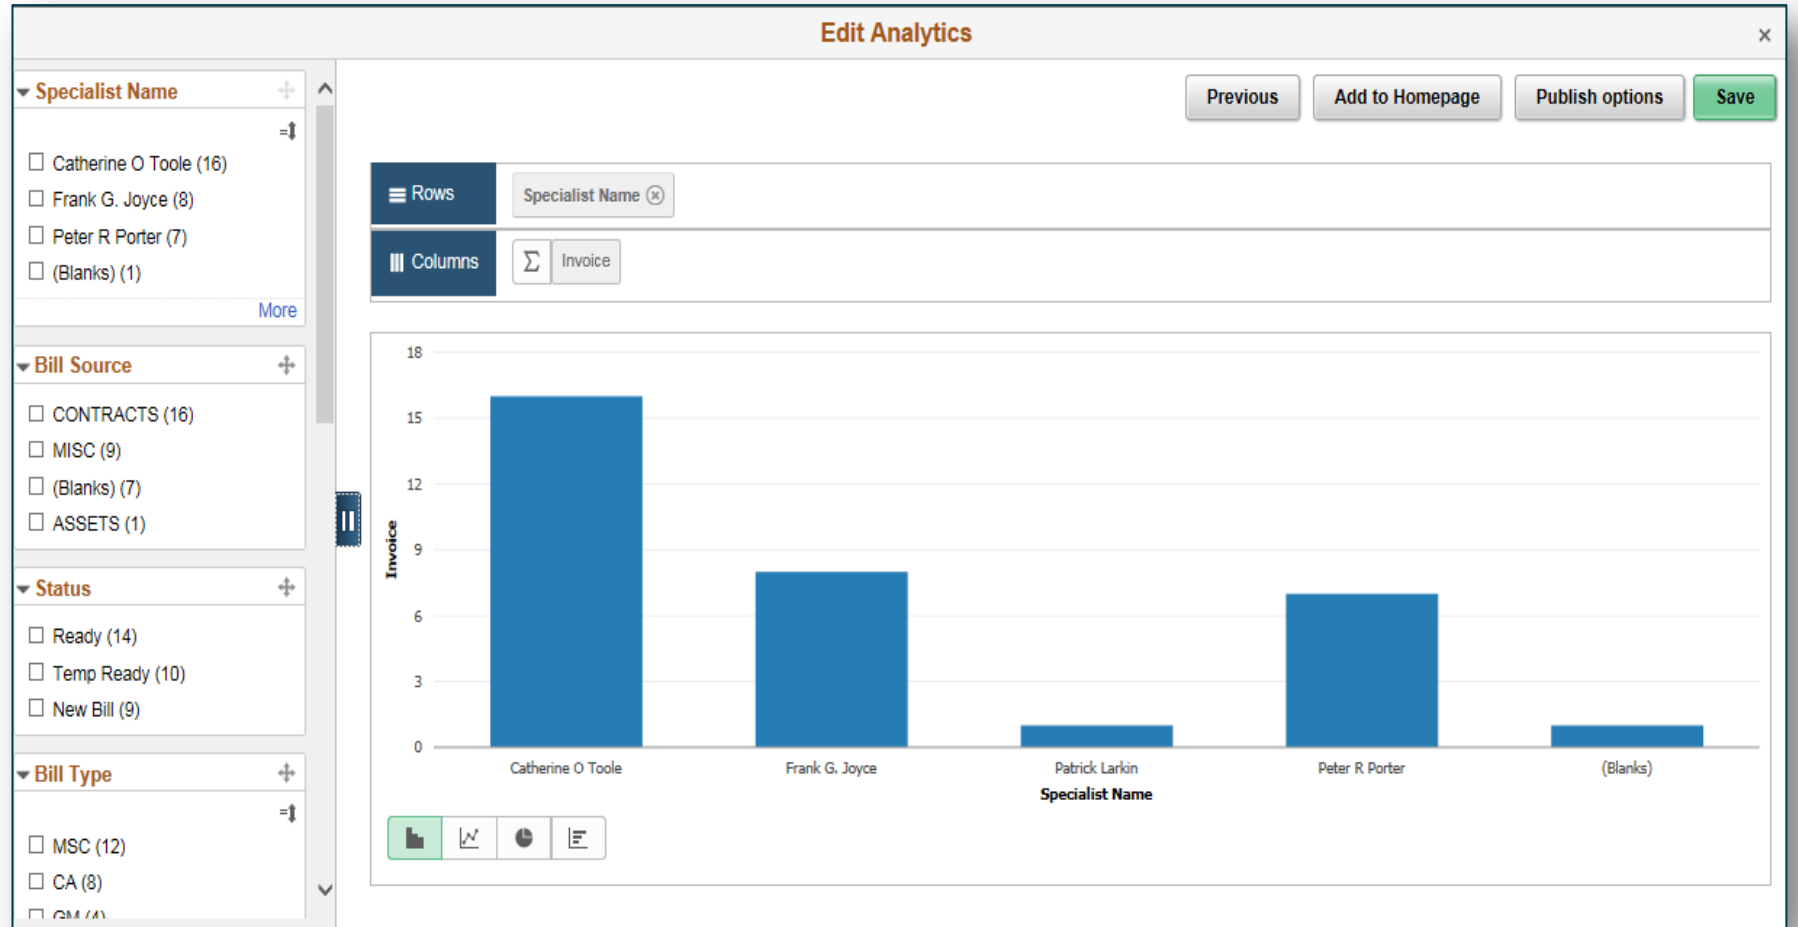 Edit Analytics
×
Specialist Name
Catherine O Toole (16)
Frank G. Joyce (8)
Peter R Porter (7)
(Blanks) (1)
More
Bill Source
CONTRACTS (16)
MISC (9)
(Blanks) (7)
ASSETS (1)
Status
Ready (14)
Temp Ready (10)
New Bill (9)
Bill Type
MSC (12)
CA (8)
GM (4)
Previous
Add to Homepage
Publish options
Save
Rows
Specialist Name
Columns
Σ
Invoice
18
15
12
9
6
3
0
Invoice
Catherine O Toole
Frank G. Joyce
Patrick Larkin
Peter R Porter
(Blanks)
Specialist Name